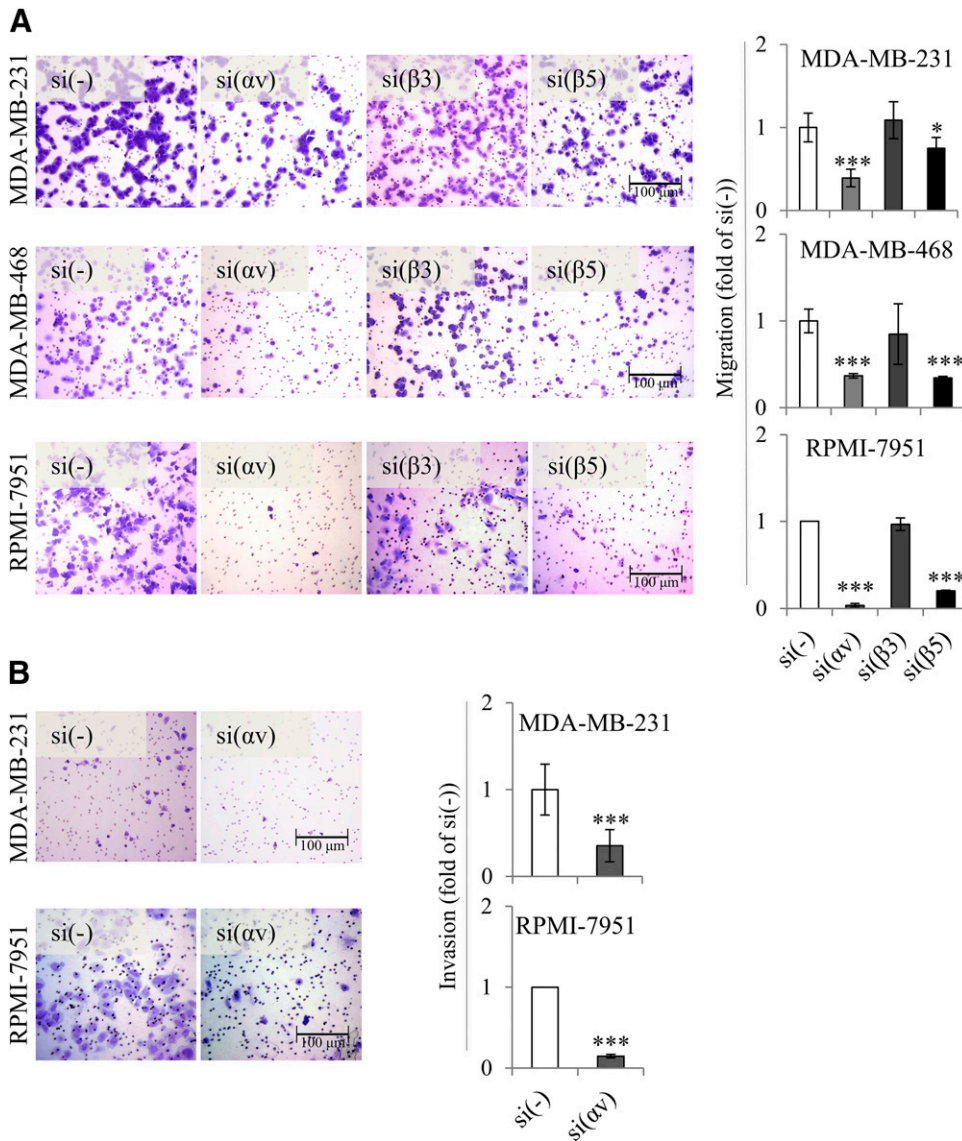 A
MDA-MB-231
si(-)
si(αv)
si(β3)
si(β5)
100 μm
MDA-MB-468
si(-)
si(αv)
si(β3)
si(β5)
100 μm
RPMI-7951
si(-)
si(αv)
si(β3)
si(β5)
100 μm
Migration (fold of si(-))
2
1
0
MDA-MB-231
***
*
2
1
0
MDA-MB-468
***
***
2
1
0
RPMI-7951
***
***
si(-)
si(αv)
si(β3)
si(β5)
B
MDA-MB-231
si(-)
si(αv)
100 μm
RPMI-7951
si(-)
si(αv)
100 μm
Invasion (fold of si(-))
2
1
0
MDA-MB-231
***
2
1
0
RPMI-7951
***
si(-)
si(αv)